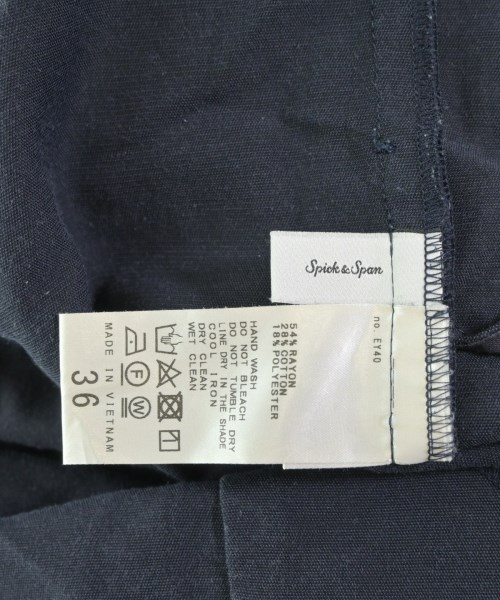 Spick & Span
no. EY40
54% RAYON
28% COTTON
18% POLYESTER
HAND WASH
DO NOT BLEACH
DO NOT TUMBLE DRY
LINE DRY IN THE SHADE
COOL IRON
DRY CLEAN
WET CLEAN
F W
36
MADE IN VIETNAM